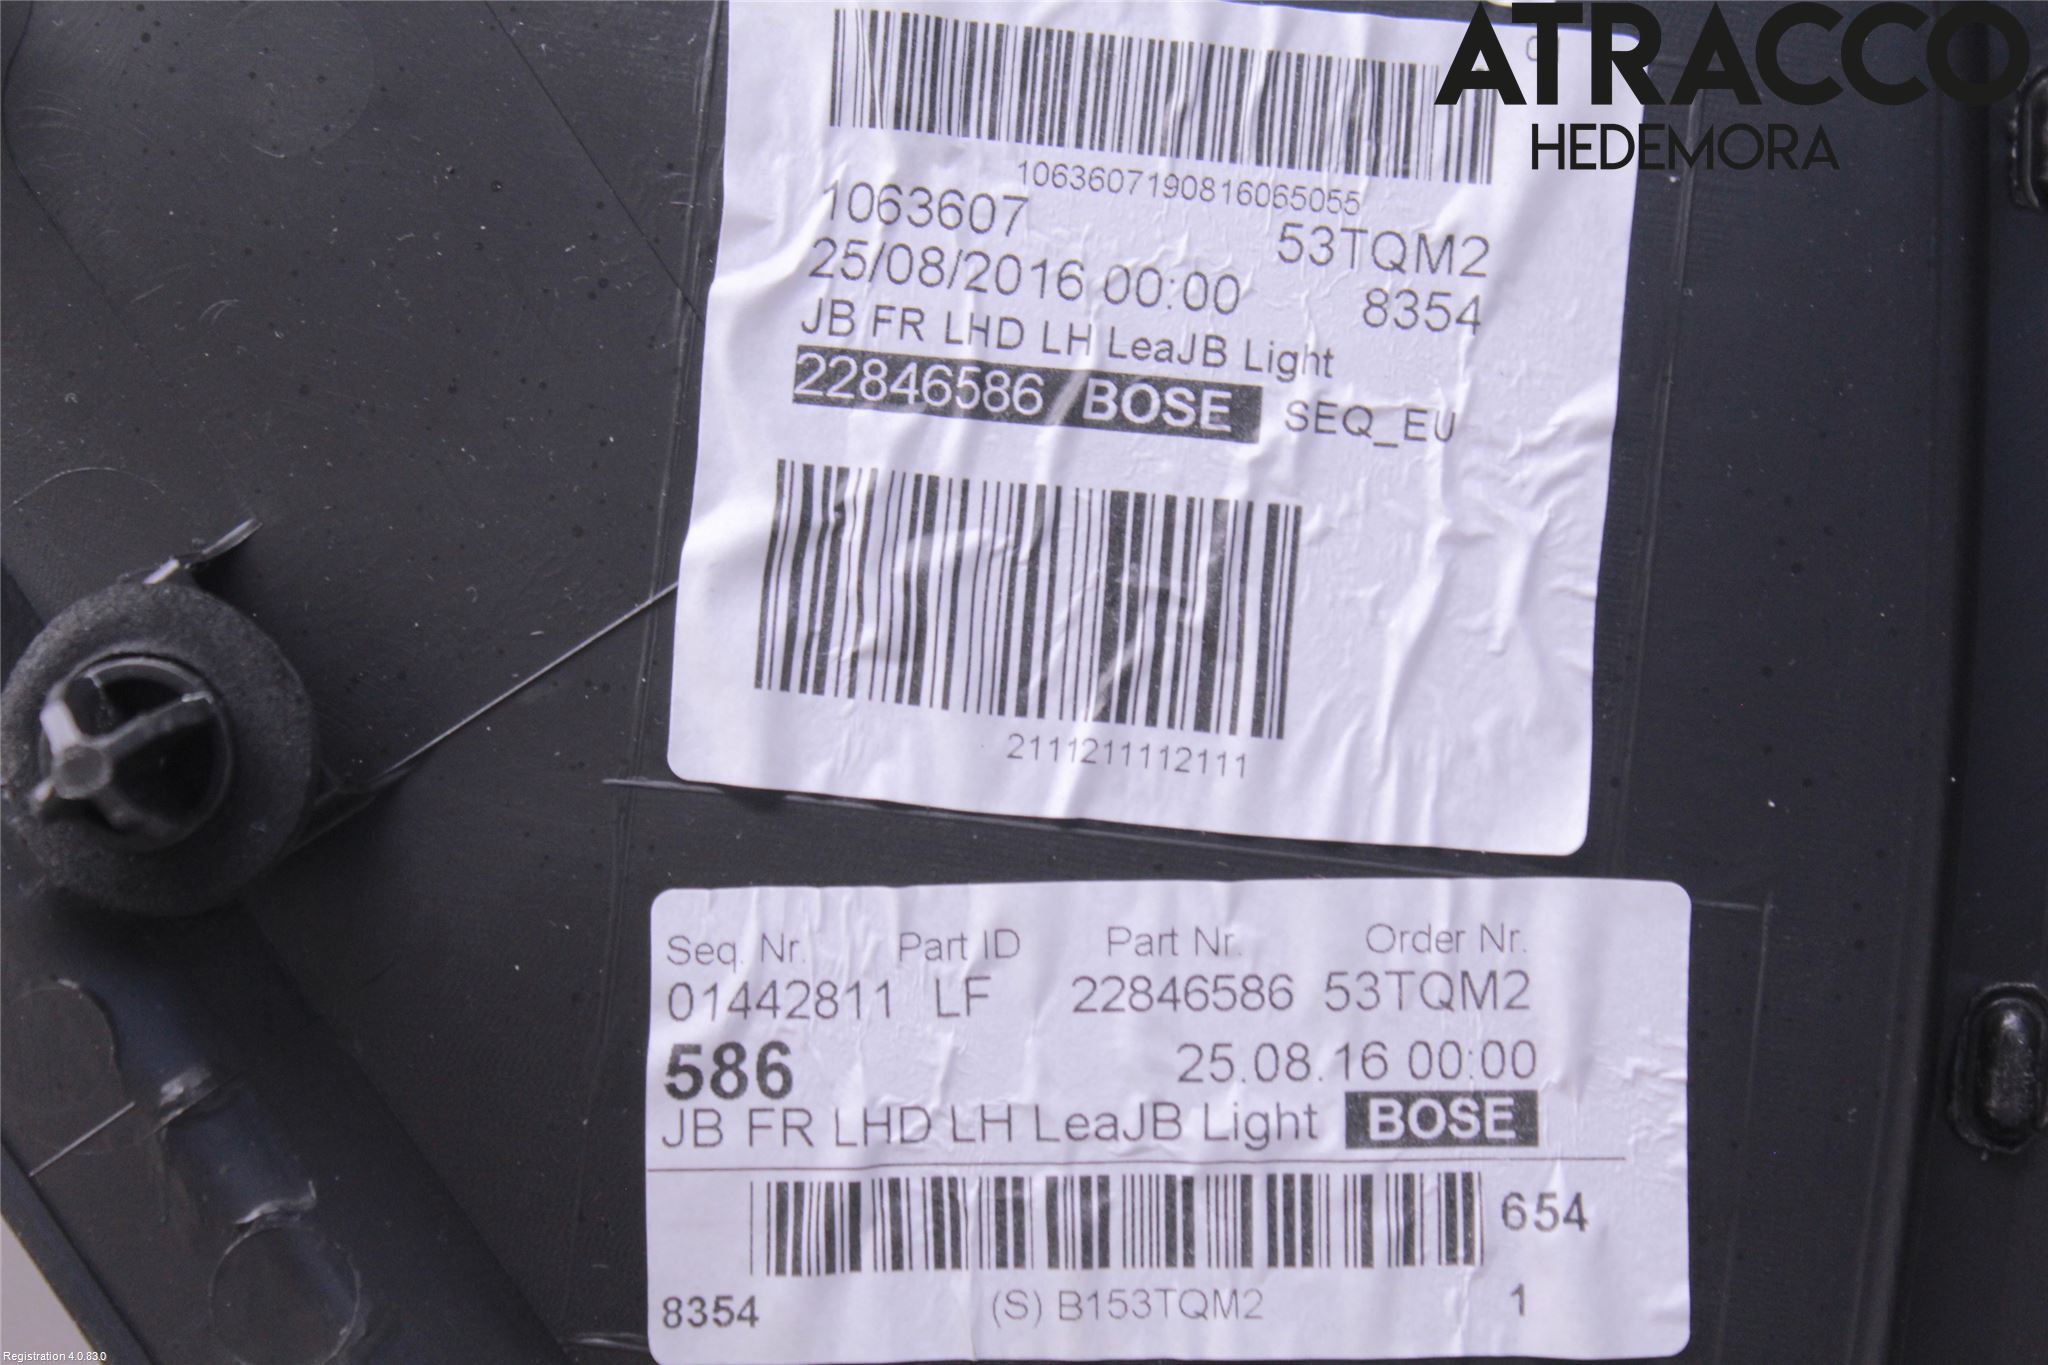 ATRACCO
HEDEMORA
1063607190816065055
1063607
53TQM2
25/08/2016 00:00
8354
JB FR LHD LH LeaJB Light
22846586 BOSE SEQ_EU
2111211112111
Seq. Nr. Part ID Part Nr. Order Nr.
01442811 LF 22846586 53TQM2
586 25.08.16 00:00
JB FR LHD LH LeaJB Light BOSE
654
8354 (S) B153TQM2 1
Registration 4.0.83.0